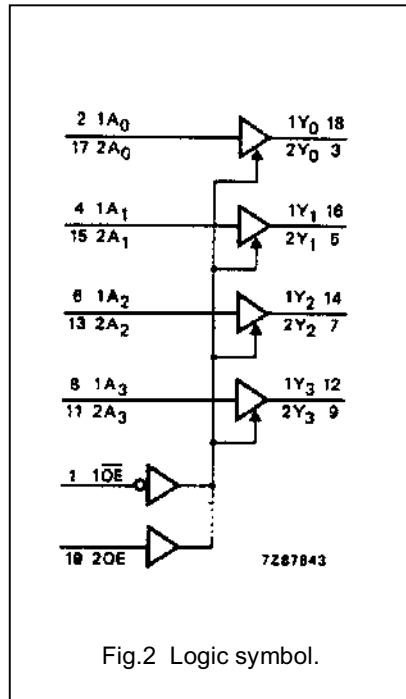 2 1A0 1Y0 18
17 2A0 2Y0 3
4 1A1 1Y1 16
15 2A1 2Y1 5
6 1A2 1Y2 14
13 2A2 2Y2 7
8 1A3 1Y3 12
11 2A3 2Y3 9
1 1O̅E̅
19 2OE
7Z87843
Fig.2 Logic symbol.